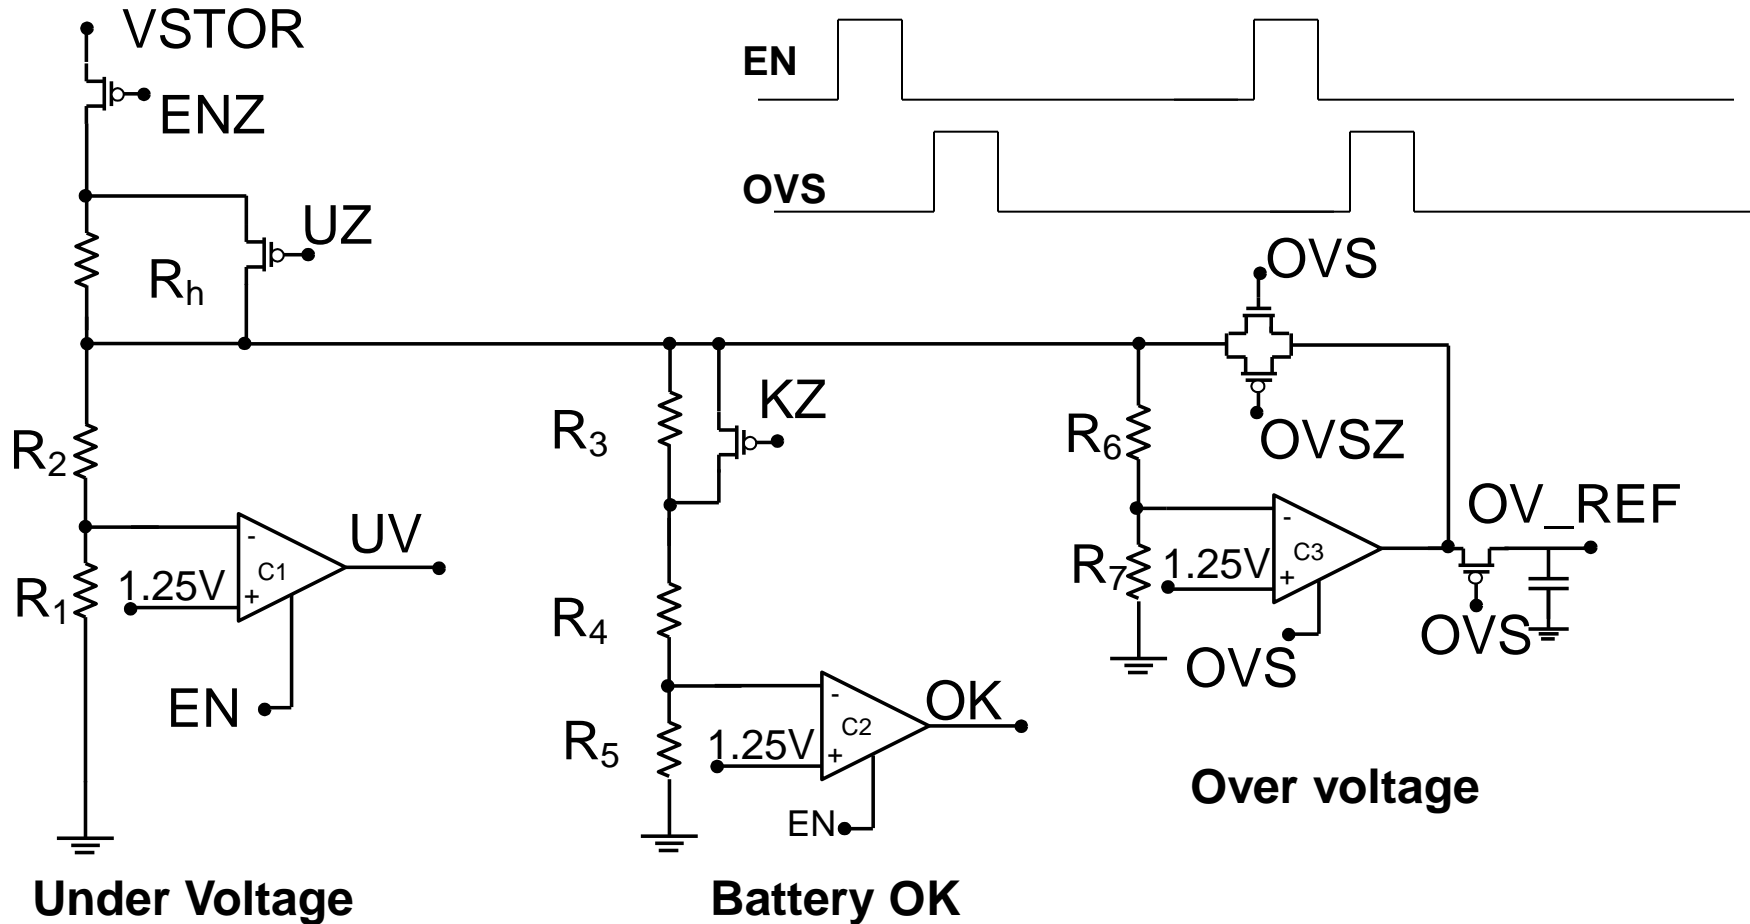 VSTOR
EN
ENZ
OVS
UZ
Rh
OVS
KZ
R3
R6
OVSZ
R2
OV_REF
UV
-
C1
1.25V
+
R1
-
C3
1.25V
+
R7
R4
OVS
OVS
EN
OK
-
C2
1.25V
+
R5
EN
Over voltage
Under Voltage
Battery OK